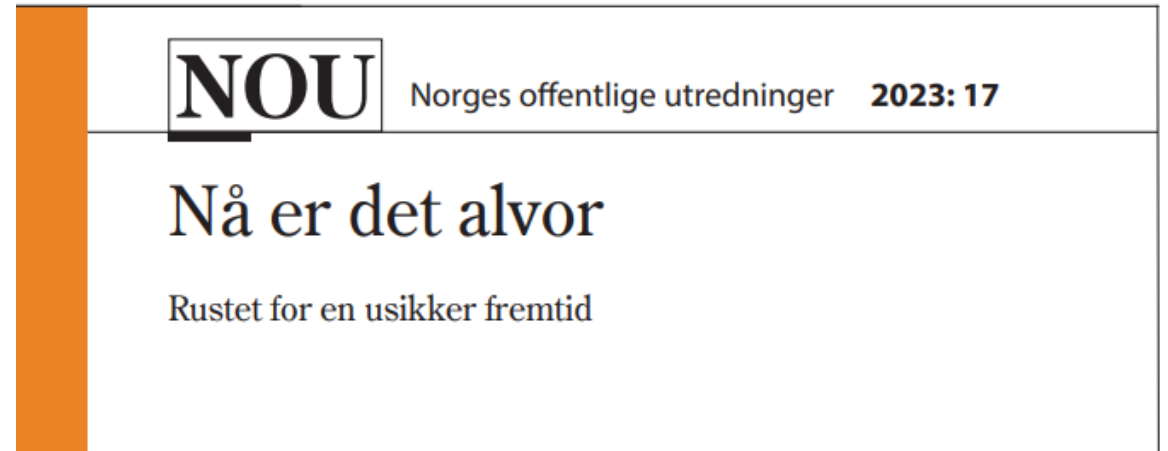 NOU Norges offentlige utredninger 2023: 17
Nå er det alvor
Rustet for en usikker fremtid